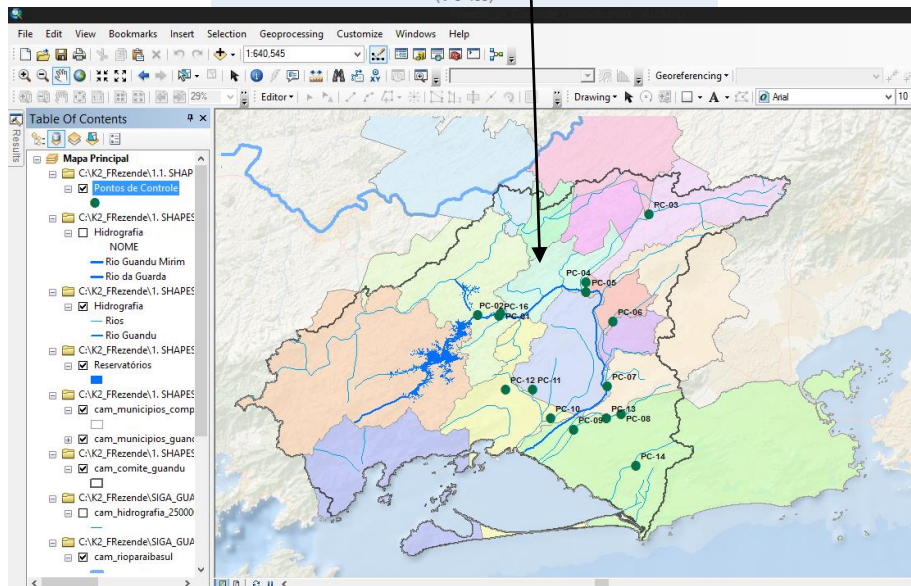 File Edit View Bookmarks Insert Selection Geoprocessing Customize Windows Help
1:640,545
Georeferencing
29%
Editor
Drawing
A
Arial
10
Table Of Contents
Results
Mapa Principal
C:\K2_FRezende\1.1. SHAP
Pontos de Controle
C:\K2_FRezende\1. SHAPES
Hidrografia
NOME
Rio Guandu Mirim
Rio da Guarda
C:\K2_FRezende\1. SHAPES
Hidrografia
Rios
Rio Guandu
C:\K2_FRezende\1. SHAPES
Reservatórios
C:\K2_FRezende\1. SHAPES
cam_municipios_comp
cam_municipios_guanc
C:\K2_FRezende\1. SHAPES
cam_comite_guandu
C:\K2_FRezende\SIGA_GUA
cam_hidrografia_25000
C:\K2_FRezende\SIGA_GUA
cam_rioparaibasul
PC-03
PC-04
PC-05
PC-02 PC-16
PC-01
PC-06
PC-07
PC-12 PC-11
PC-10
PC-13
PC-09
PC-08
PC-14